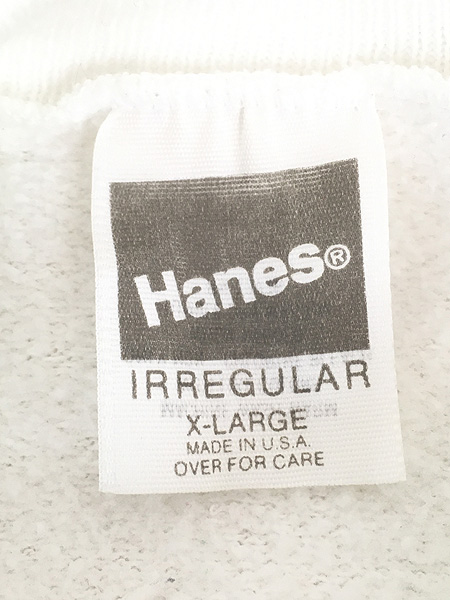 Hanes®
IRREGULAR
X-LARGE
MADE IN U.S.A.
OVER FOR CARE